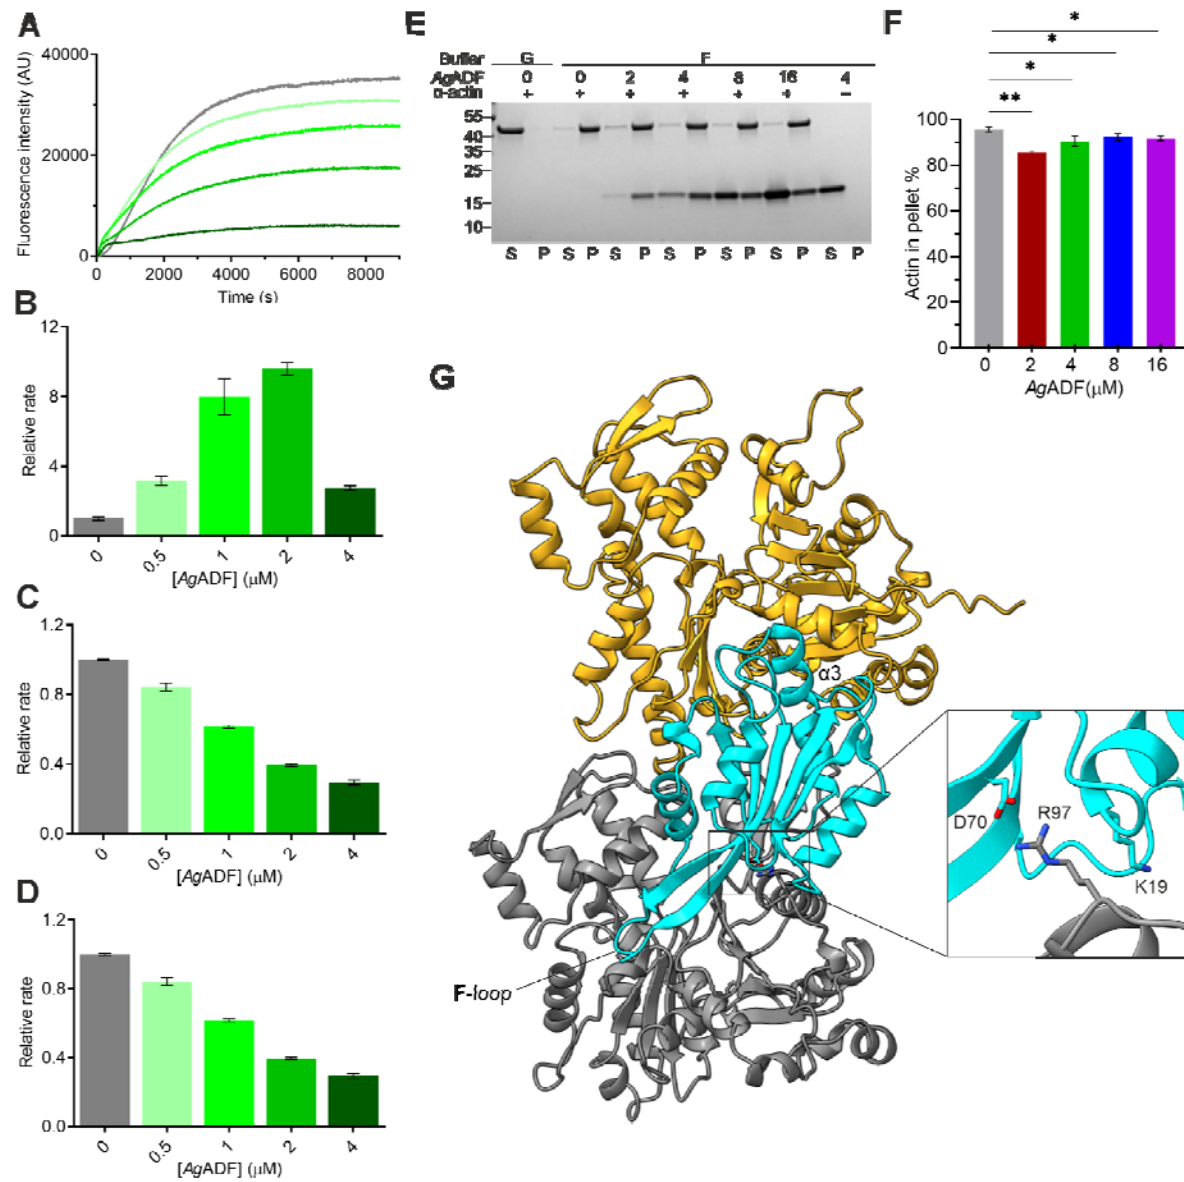 A
Fluorescence intensity (AU)
40000
20000
0
0 2000 4000 6000 8000
Time (s)
B
Relative rate
12
8
4
0
0 0.5 1 2 4
[AgADF] (μM)
C
Relative rate
1.2
0.8
0.4
0.0
0 0.5 1 2 4
[AgADF] (μM)
D
Relative rate
1.2
0.8
0.4
0.0
0 0.5 1 2 4
[AgADF] (μM)
E
Buffer G F
AgADF 0 0 2 4 8 16 4
α-actin + + + + + + −
55
40
35
25
15
10
S P S P S P S P S P S P S P
F
*
*
*
**
Actin in pellet %
100
80
60
40
20
0
0 2 4 8 16
AgADF(μM)
G
α3
F-loop
D70
R97
K19